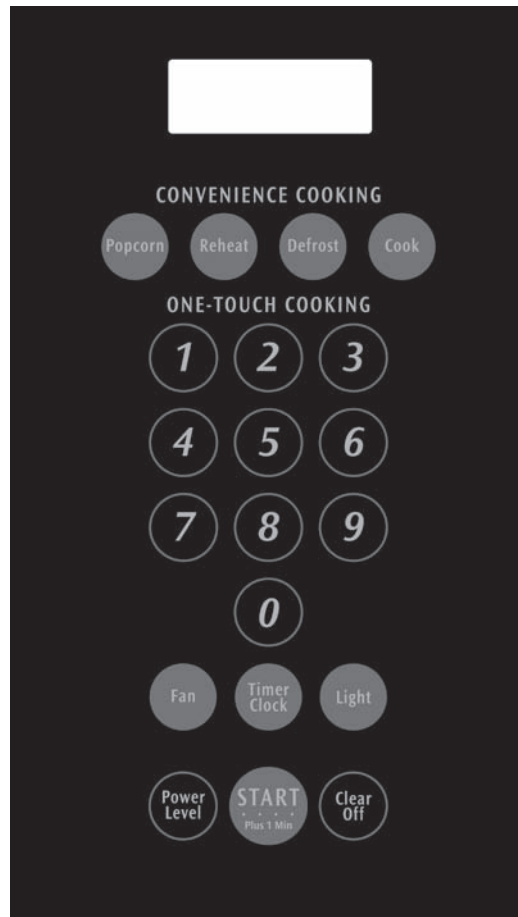 CONVENIENCE COOKING
Popcorn Reheat Defrost Cook
ONE-TOUCH COOKING
1 2 3
4 5 6
7 8 9
0
Fan Timer Light
Clock
Power START Clear
Level Plus 1 Min Off